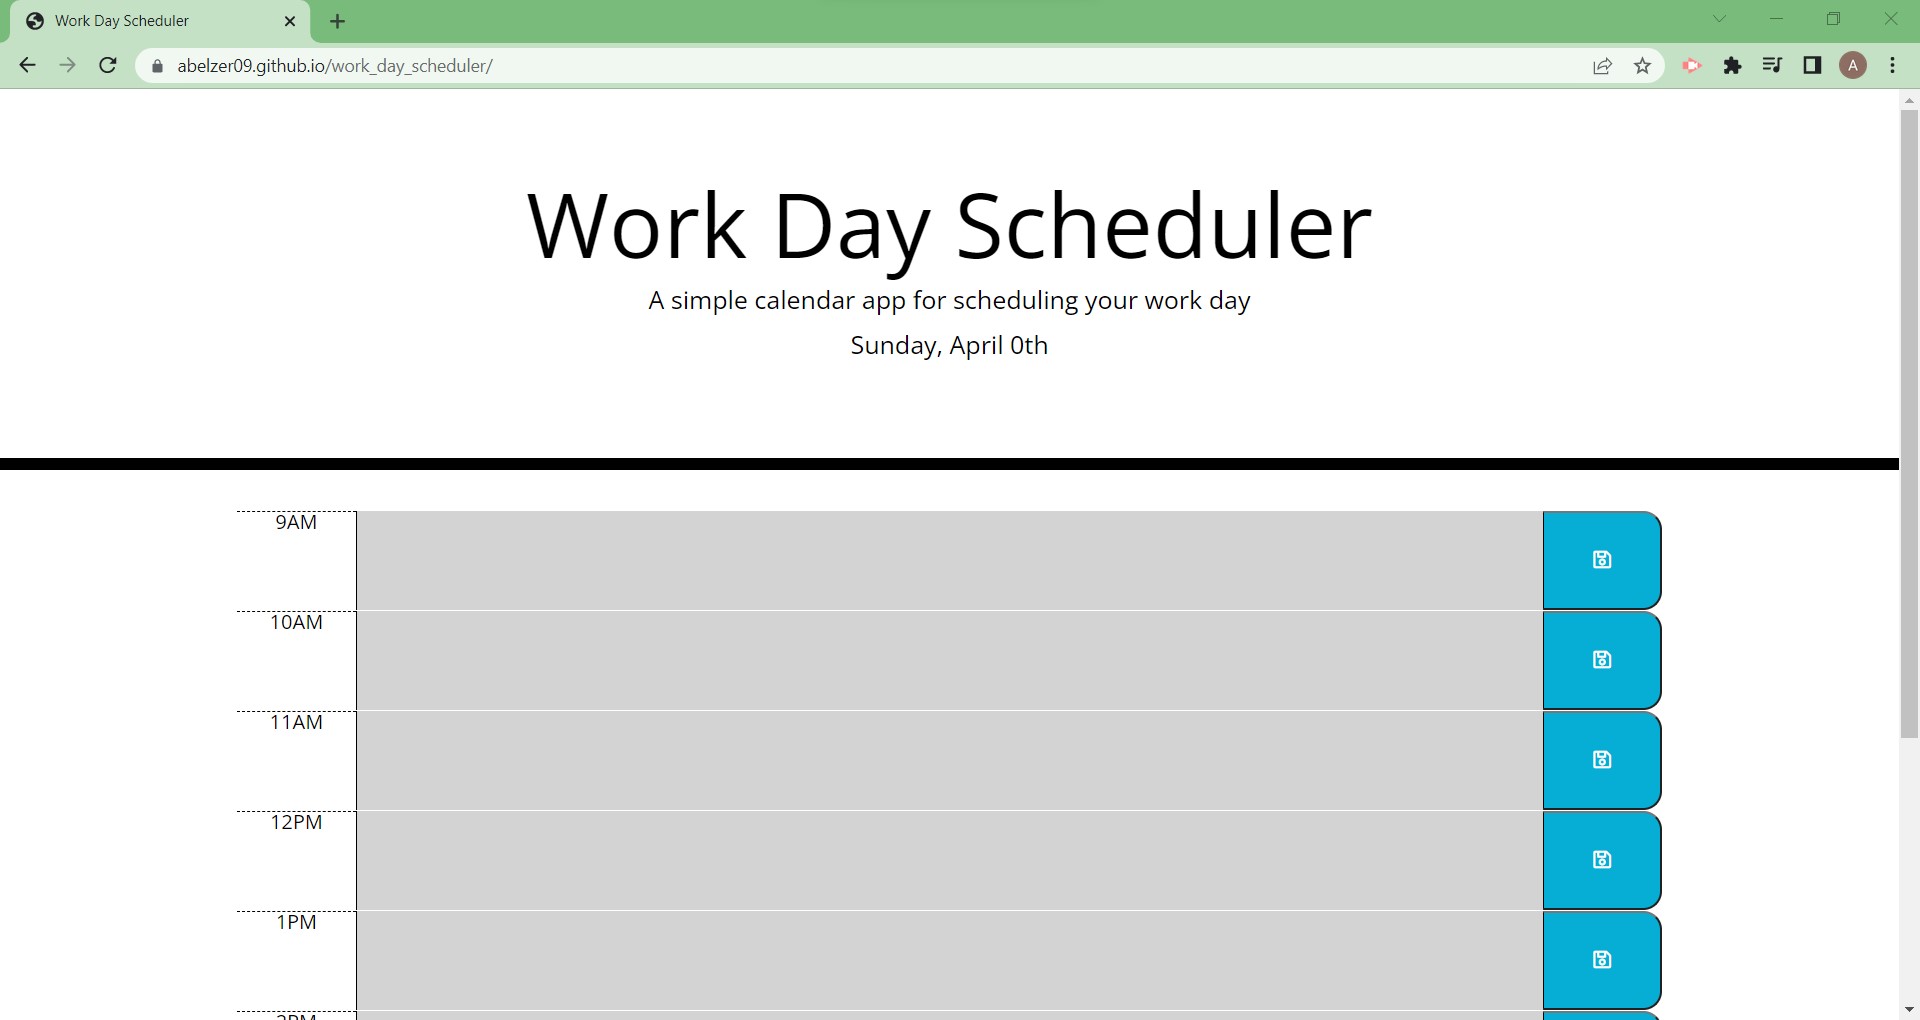 Work Day Scheduler
abelzer09.github.io/work_day_scheduler/
A
Work Day Scheduler
A simple calendar app for scheduling your work day
Sunday, April 0th
9AM
10AM
11AM
12PM
1PM
2PM